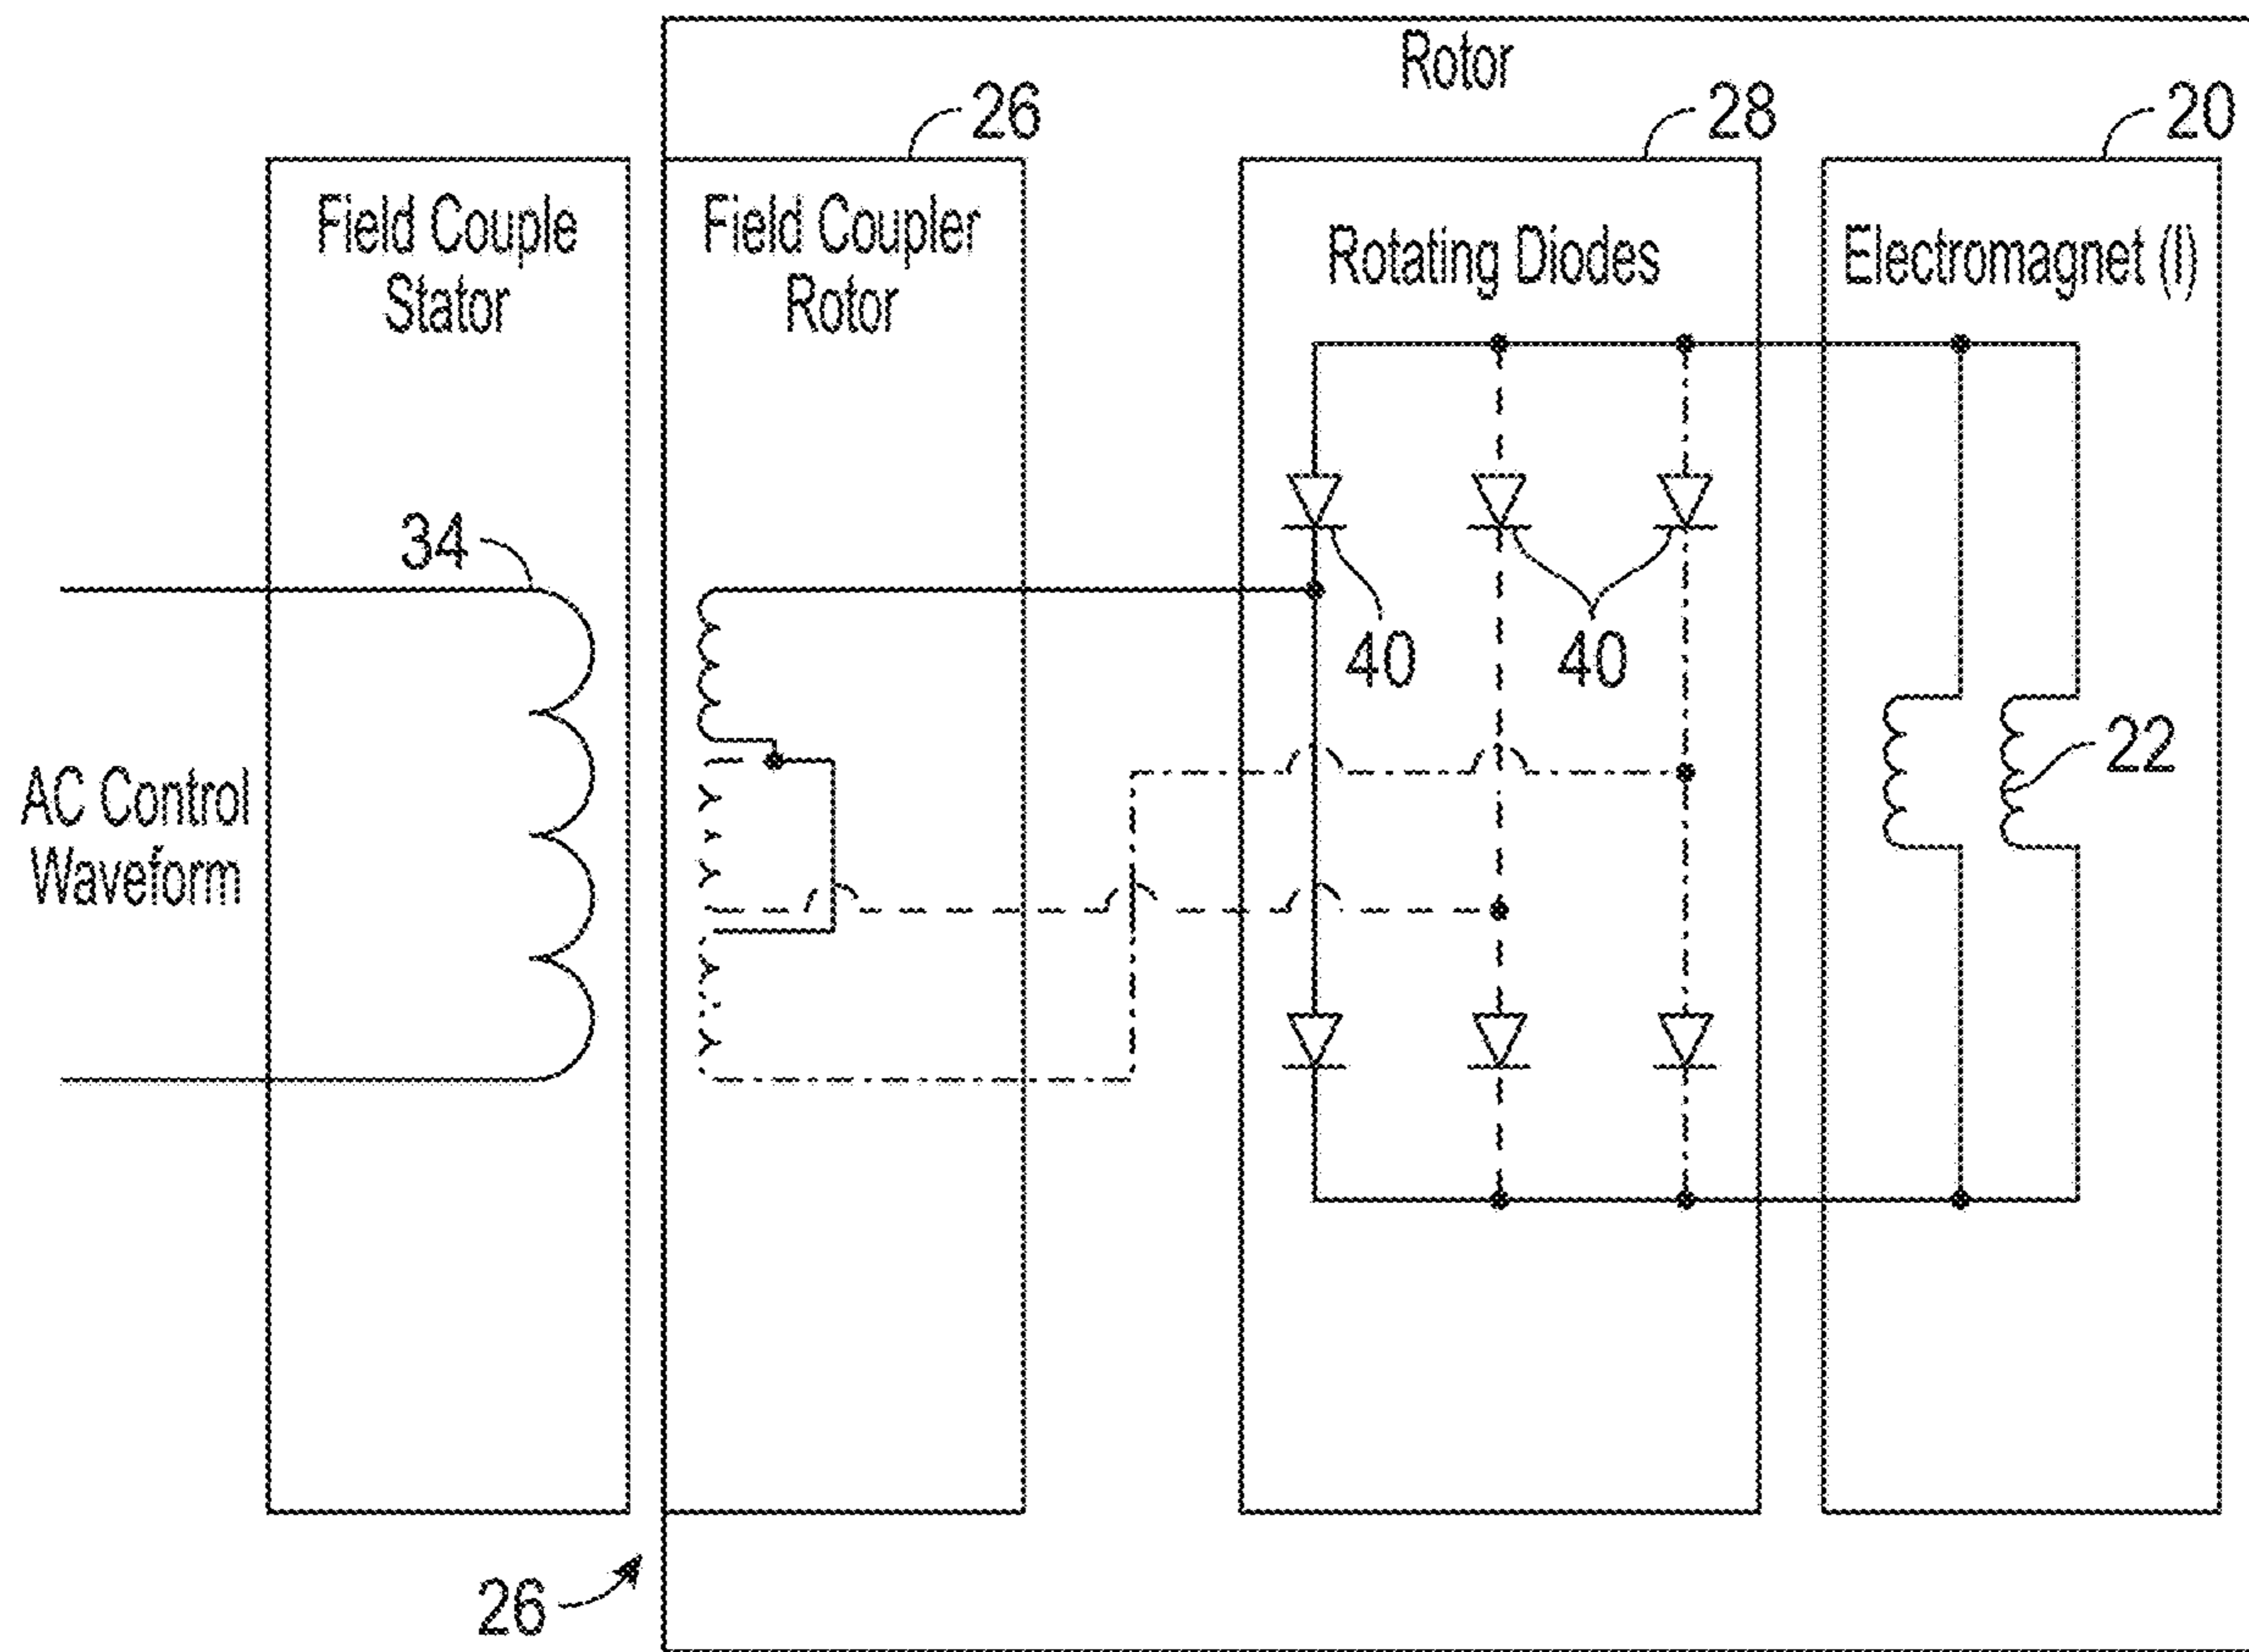 Rotor
26
28
20
Field Couple
Stator
Field Coupler
Rotor
Rotating Diodes
Electromagnet (I)
34
40
40
22
AC Control
Waveform
26